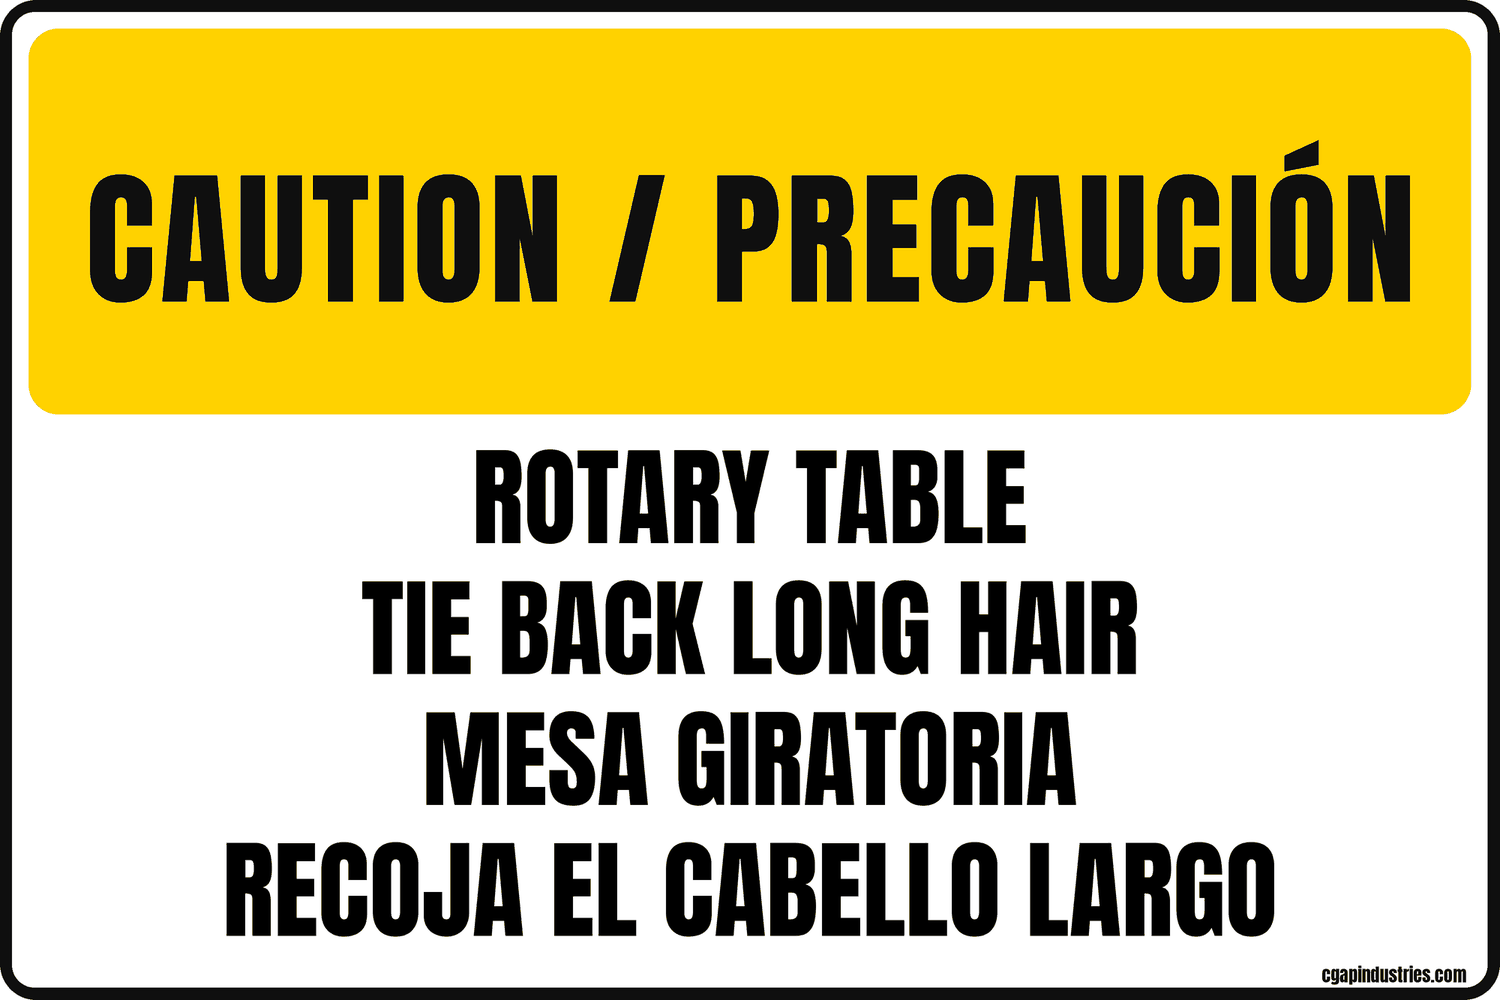 CAUTION / PRECAUCIÓN
ROTARY TABLE
TIE BACK LONG HAIR
MESA GIRATORIA
RECOJA EL CABELLO LARGO
cgapindustries.com